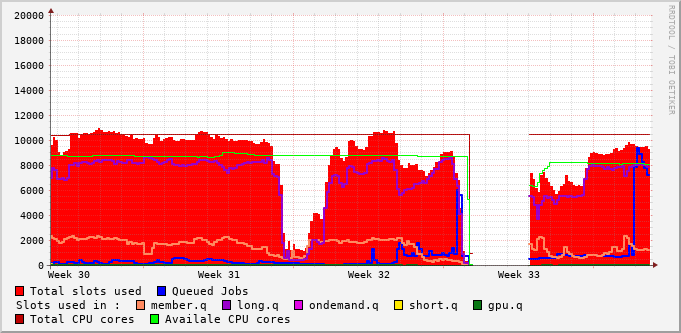 20000
18000
16000
14000
12000
10000
8000
6000
4000
2000
0
Week 30 Week 31 Week 32 Week 33
RRDTOOL / TOBI OETIKER
Total slots used Queued Jobs
Slots used in : member.q long.q ondemand.q short.q gpu.q
Total CPU cores Availale CPU cores